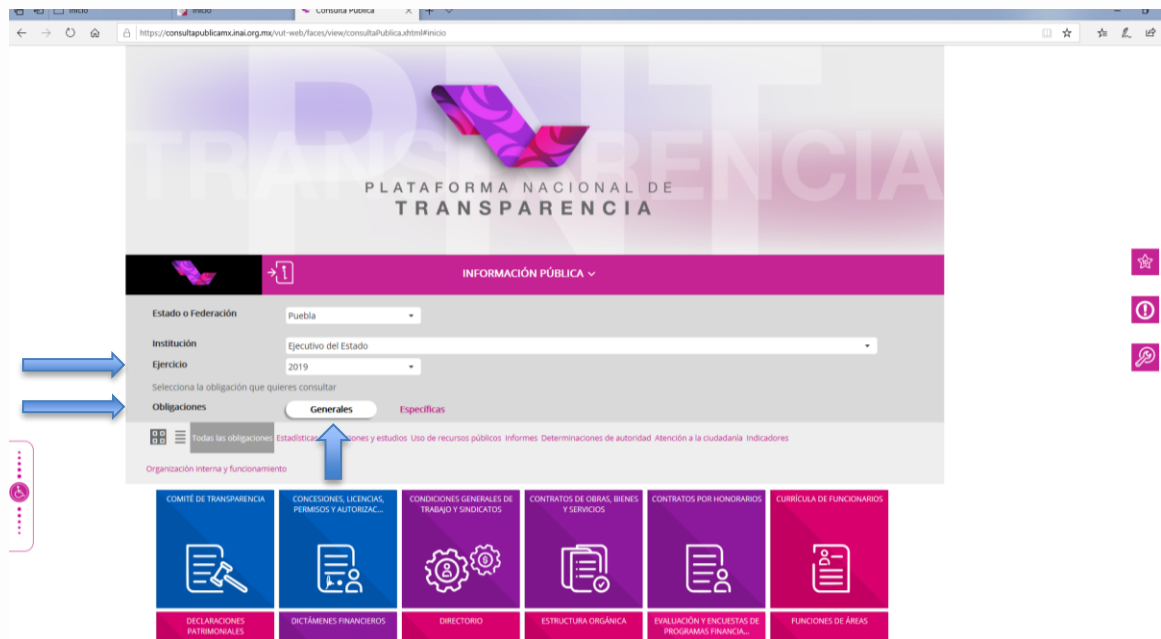 Inicio
Inicio
Consulta Pública
https://consultapublicamx.inai.org.mx/vut-web/faces/view/consultaPublica.xhtml#inicio
PNT
TRANSPARENCIA
PLATAFORMA NACIONAL DE
TRANSPARENCIA
INFORMACIÓN PÚBLICA
Estado o Federación Puebla
Institución Ejecutivo del Estado
Ejercicio 2019
Selecciona la obligación que quieres consultar
Obligaciones Generales Específicas
Todas las obligaciones Estadísticas y estudios Uso de recursos públicos Informes Determinaciones de autoridad Atención a la ciudadanía Indicadores
Organización interna y funcionamiento
COMITÉ DE TRANSPARENCIA
CONCESIONES, LICENCIAS,
PERMISOS Y AUTORIZAC...
CONDICIONES GENERALES DE
TRABAJO Y SINDICATOS
CONTRATOS DE OBRAS, BIENES
Y SERVICIOS
CONTRATOS POR HONORARIOS
CURRÍCULA DE FUNCIONARIOS
DECLARACIONES
PATRIMONIALES
DICTÁMENES FINANCIEROS
DIRECTORIO
ESTRUCTURA ORGÁNICA
EVALUACIÓN Y ENCUESTAS DE
PROGRAMAS FINANCIA...
FUNCIONES DE ÁREAS